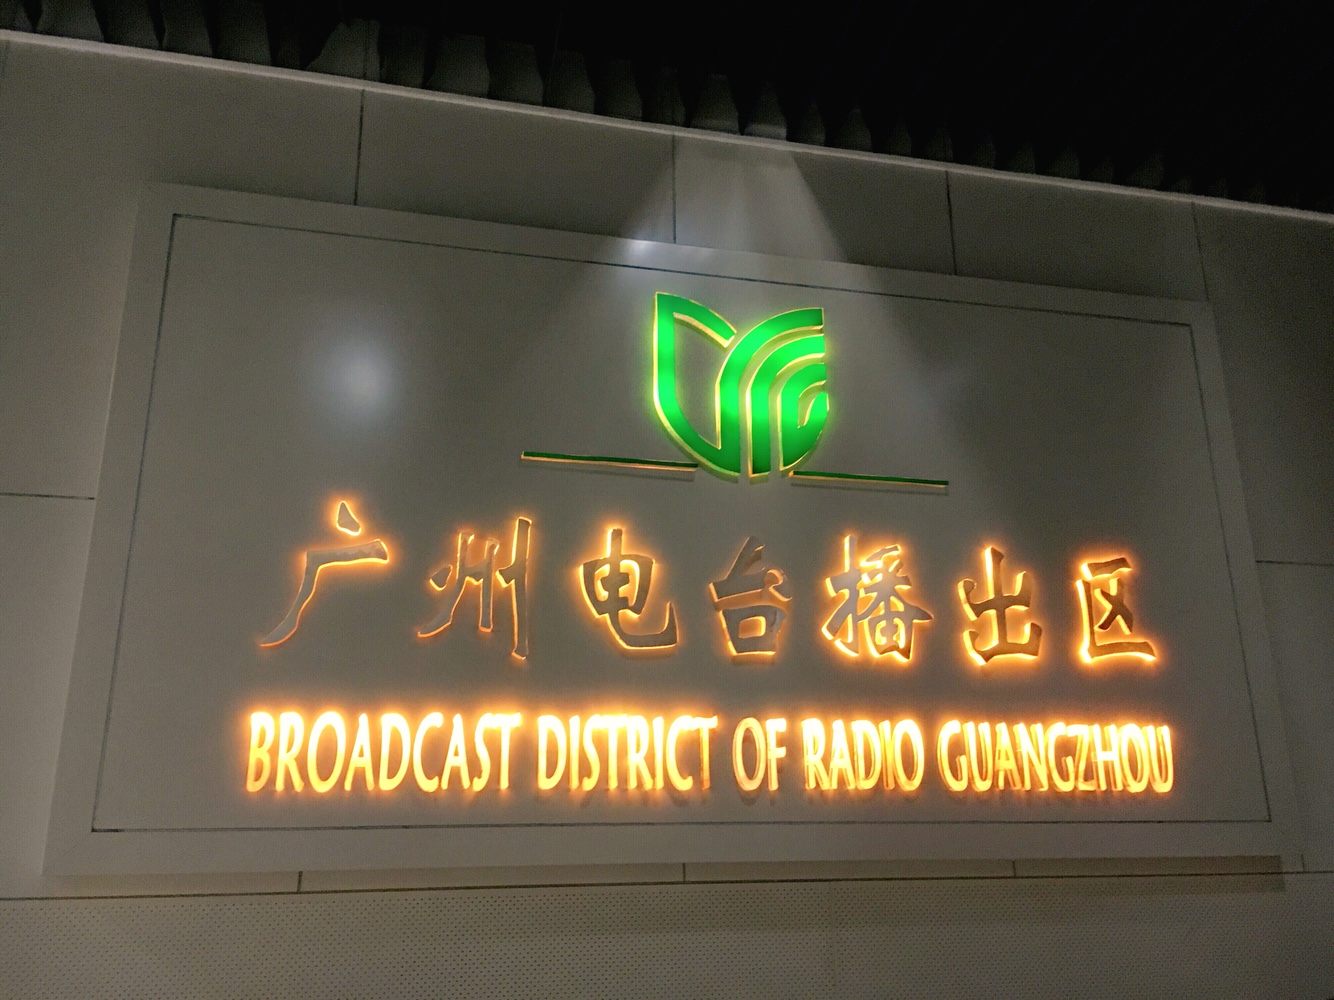 广州电台播出区
BROADCAST DISTRICT OF RADIO GUANGZHOU